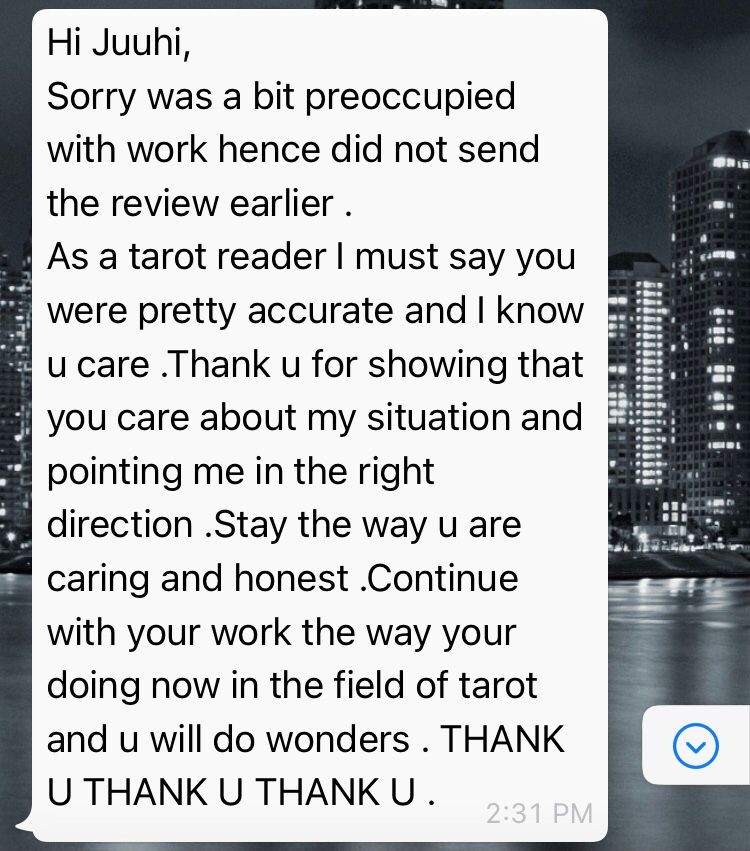 Hi Juuhi,
Sorry was a bit preoccupied
with work hence did not send
the review earlier .
As a tarot reader I must say you
were pretty accurate and I know
u care .Thank u for showing that
you care about my situation and
pointing me in the right
direction .Stay the way u are
caring and honest .Continue
with your work the way your
doing now in the field of tarot
and u will do wonders . THANK
U THANK U THANK U .
2:31 PM